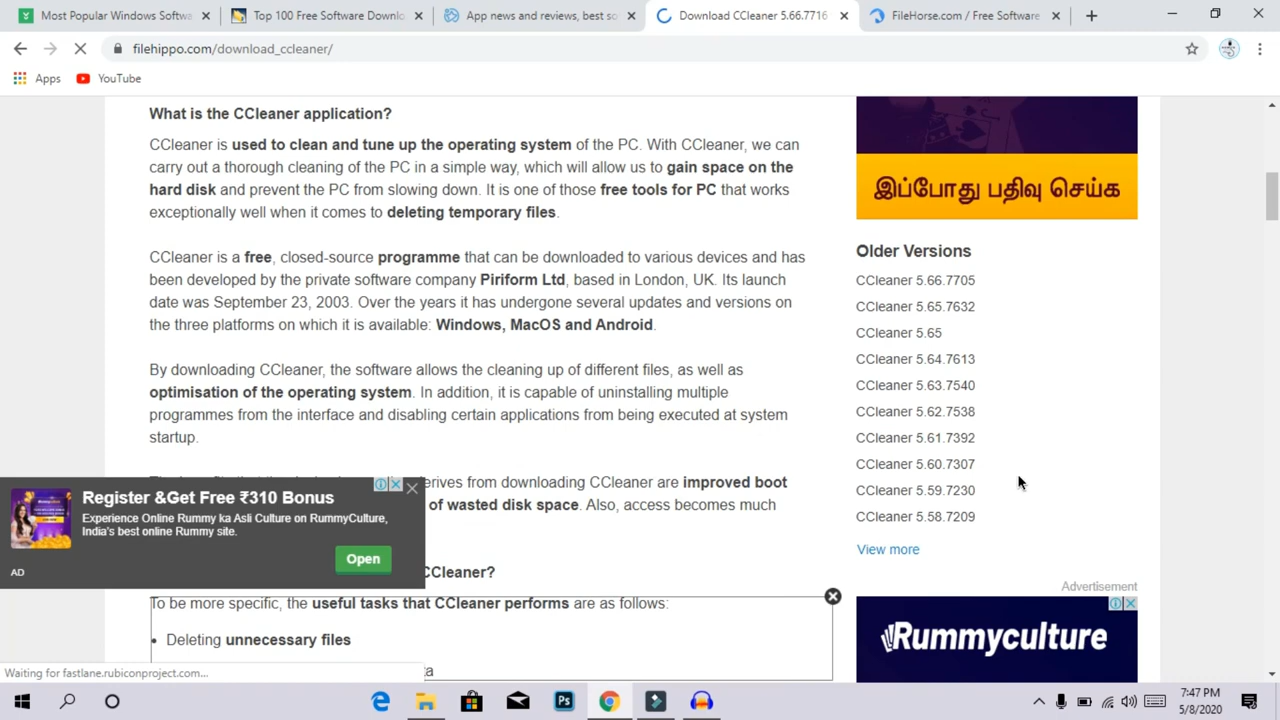 Most Popular Windows Softwa
Top 100 Free Software Downlo
App news and reviews, best so
Download CCleaner 5.66.7716
FileHorse.com / Free Software
filehippo.com/download_ccleaner/
Apps
YouTube
What is the CCleaner application?
CCleaner is used to clean and tune up the operating system of the PC. With CCleaner, we can
carry out a thorough cleaning of the PC in a simple way, which will allow us to gain space on the
hard disk and prevent the PC from slowing down. It is one of those free tools for PC that works
exceptionally well when it comes to deleting temporary files.
CCleaner is a free, closed-source programme that can be downloaded to various devices and has
been developed by the private software company Piriform Ltd, based in London, UK. Its launch
date was September 23, 2003. Over the years it has undergone several updates and versions on
the three platforms on which it is available: Windows, MacOS and Android.
By downloading CCleaner, the software allows the cleaning up of different files, as well as
optimisation of the operating system. In addition, it is capable of uninstalling multiple
programmes from the interface and disabling certain applications from being executed at system
startup.
erives from downloading CCleaner are improved boot
of wasted disk space. Also, access becomes much
CCleaner?
To be more specific, the useful tasks that CCleaner performs are as follows:
• Deleting unnecessary files
ta
Register &Get Free ₹310 Bonus
Experience Online Rummy ka Asli Culture on RummyCulture,
India's best online Rummy site.
AD
Open
Waiting for fastlane.rubiconproject.com...
இப்போது பதிவு செய்க
Older Versions
CCleaner 5.66.7705
CCleaner 5.65.7632
CCleaner 5.65
CCleaner 5.64.7613
CCleaner 5.63.7540
CCleaner 5.62.7538
CCleaner 5.61.7392
CCleaner 5.60.7307
CCleaner 5.59.7230
CCleaner 5.58.7209
View more
Advertisement
Rummyculture
Ps
7:47 PM
5/8/2020